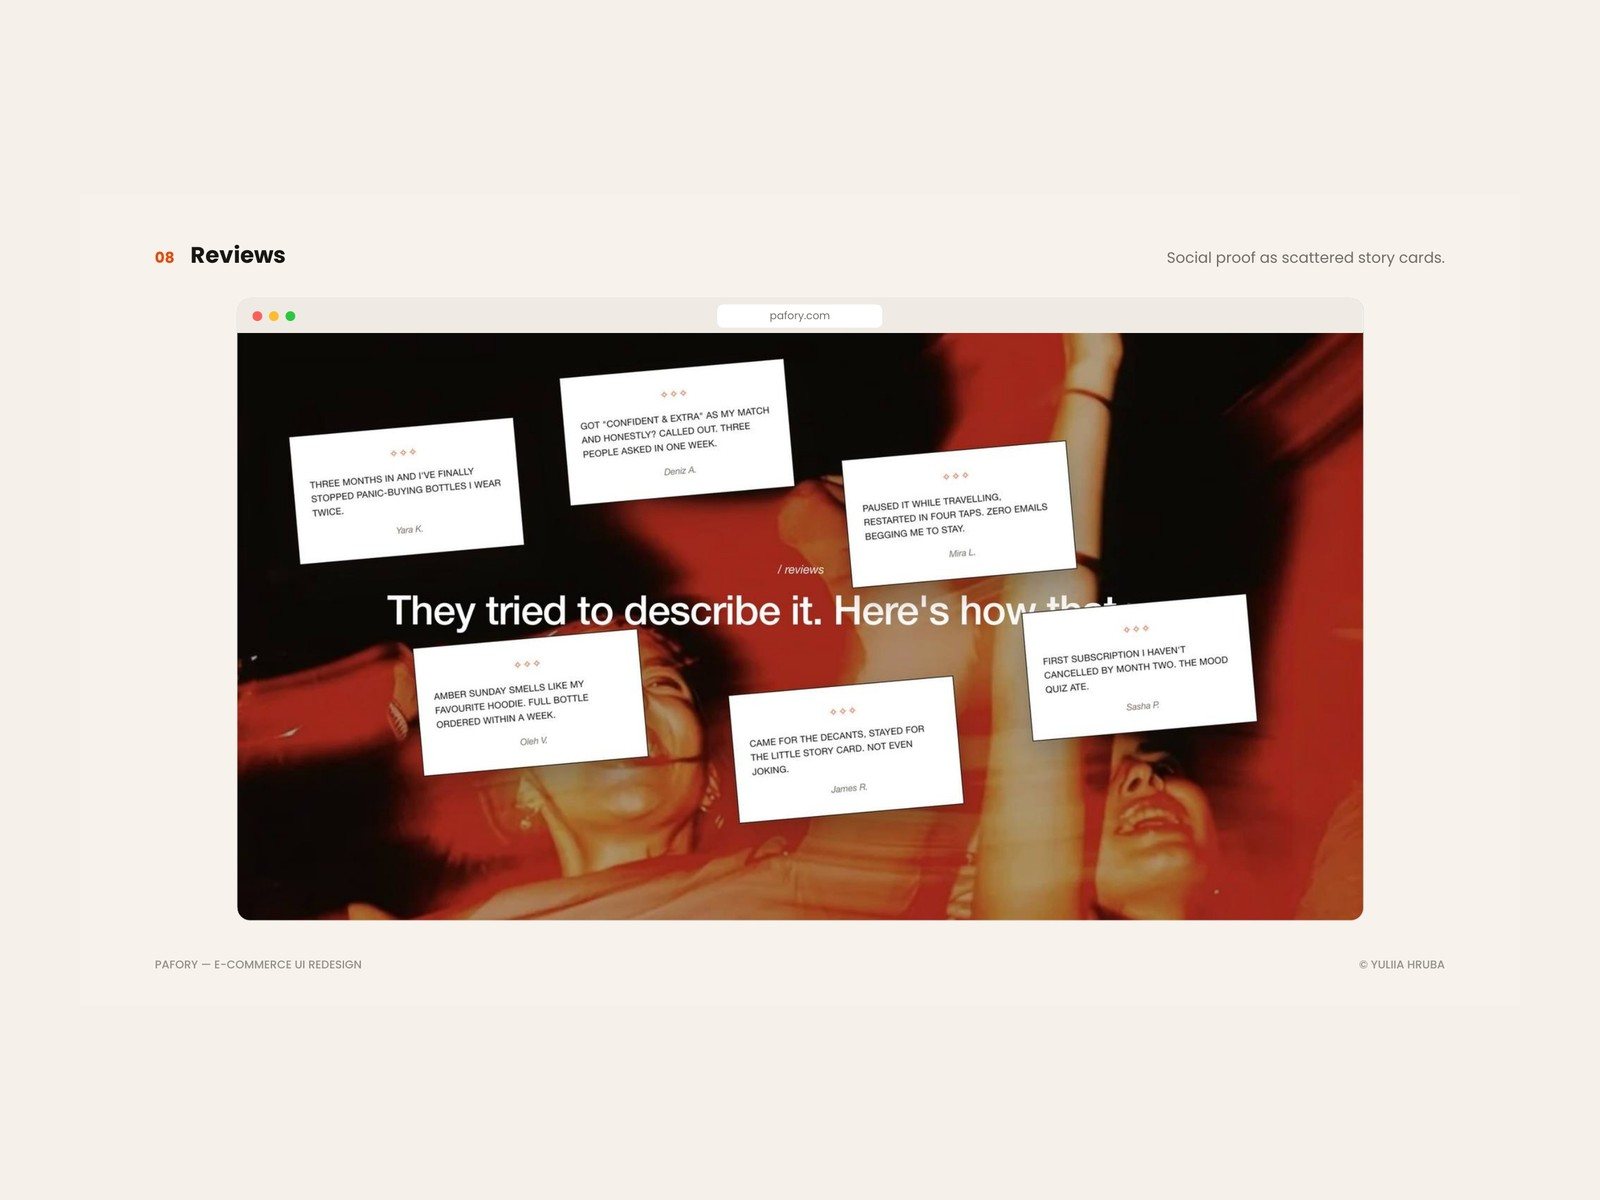 08 Reviews
Social proof as scattered story cards.
pafory.com
GOT "CONFIDENT & EXTRA" AS MY MATCH
AND HONESTLY? CALLED OUT. THREE
PEOPLE ASKED IN ONE WEEK.
Deniz A.
THREE MONTHS IN AND I'VE FINALLY
STOPPED PANIC-BUYING BOTTLES I WEAR
TWICE.
Yara K.
PAUSED IT WHILE TRAVELLING,
RESTARTED IN FOUR TAPS. ZERO EMAILS
BEGGING ME TO STAY.
Mira L.
/ reviews
They tried to describe it. Here's how that
FIRST SUBSCRIPTION I HAVEN'T
CANCELLED BY MONTH TWO. THE MOOD
QUIZ ATE.
Sasha P.
AMBER SUNDAY SMELLS LIKE MY
FAVOURITE HOODIE. FULL BOTTLE
ORDERED WITHIN A WEEK.
Oleh V.
CAME FOR THE DECANTS, STAYED FOR
THE LITTLE STORY CARD. NOT EVEN
JOKING.
James R.
PAFORY — E-COMMERCE UI REDESIGN
© YULIIA HRUBA